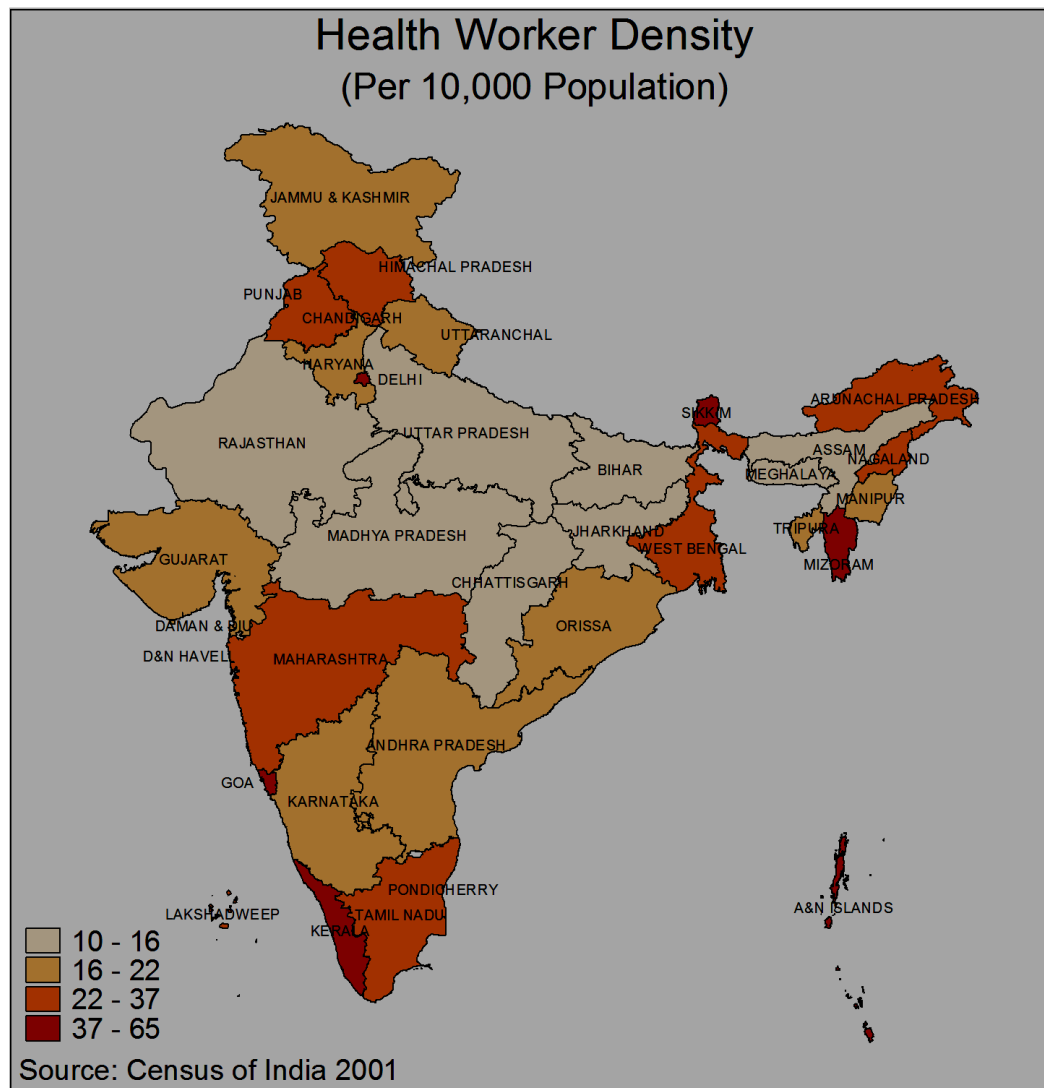 Health Worker Density
(Per 10,000 Population)
JAMMU & KASHMIR
HIMACHAL PRADESH
PUNJAB
CHANDIGARH
UTTARANCHAL
HARYANA
DELHI
SIKKIM
ARUNACHAL PRADESH
RAJASTHAN
UTTAR PRADESH
BIHAR
ASSAM
NAGALAND
MEGHALAYA
MANIPUR
MADHYA PRADESH
JHARKHAND
TRIPURA
WEST BENGAL
GUJARAT
MIZORAM
CHHATTISGARH
DAMAN & DIU
ORISSA
D&N HAVELI
MAHARASHTRA
ANDHRA PRADESH
GOA
KARNATAKA
PONDICHERRY
LAKSHADWEEP
TAMIL NADU
A&N ISLANDS
KERALA
10 - 16
16 - 22
22 - 37
37 - 65
Source: Census of India 2001